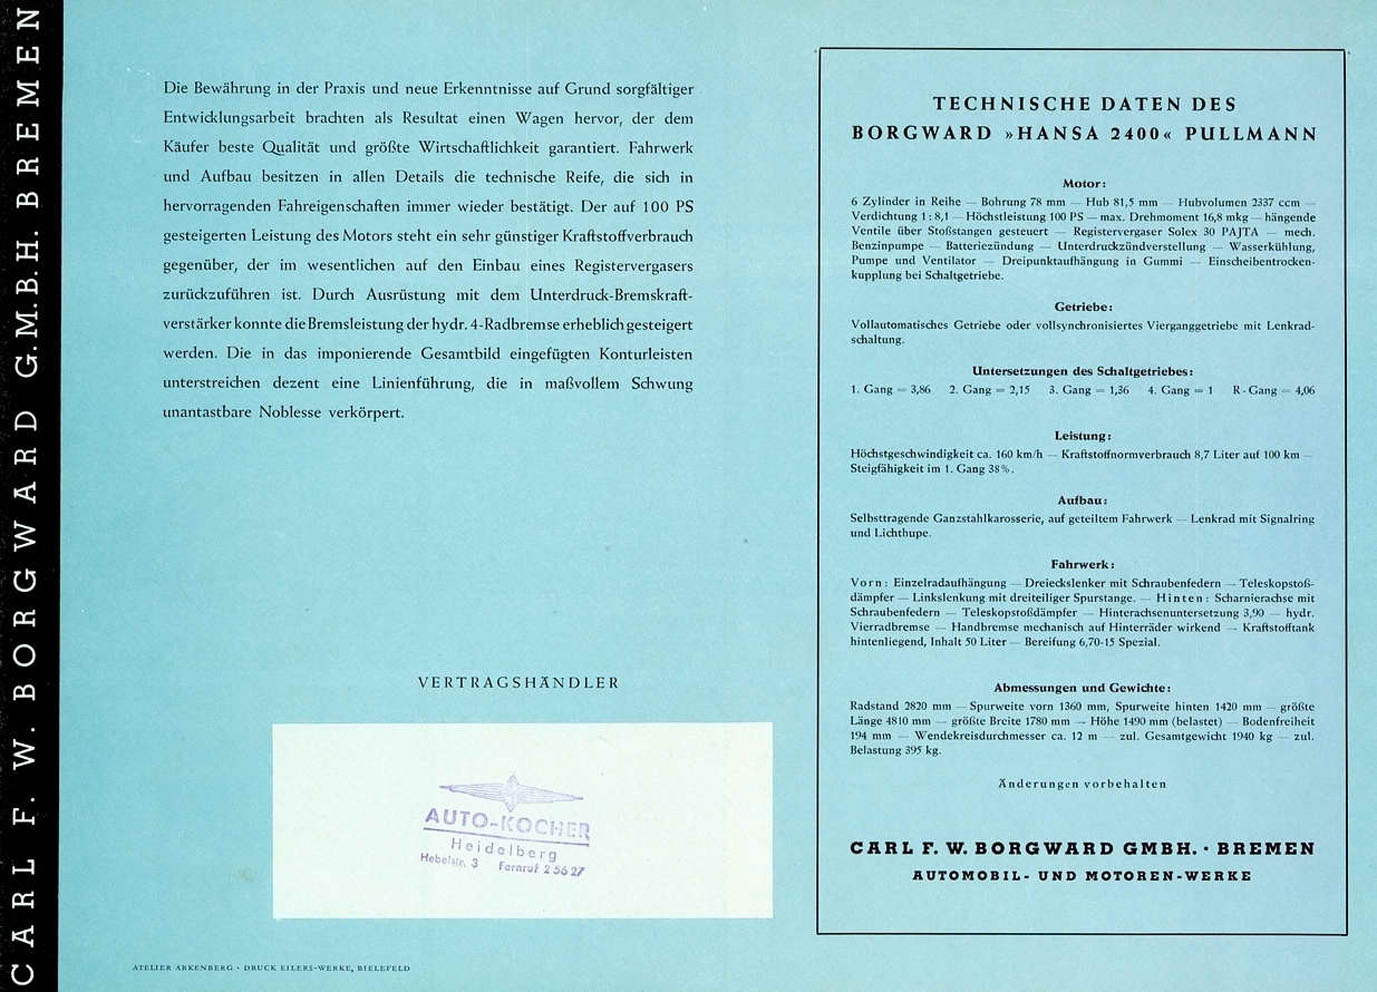 CARL F. W. BORGWARD G.M.B.H. BREMEN
Die Bewährung in der Praxis und neue Erkenntnisse auf Grund sorgfältiger
Entwicklungsarbeit brachten als Resultat einen Wagen hervor, der dem
Käufer beste Qualität und größte Wirtschaftlichkeit garantiert. Fahrwerk
und Aufbau besitzen in allen Details die technische Reife, die sich in
hervorragenden Fahreigenschaften immer wieder bestätigt. Der auf 100 PS
gesteigerten Leistung des Motors steht ein sehr günstiger Kraftstoffverbrauch
gegenüber, der im wesentlichen auf den Einbau eines Registervergasers
zurückzuführen ist. Durch Ausrüstung mit dem Unterdruck-Bremskraft-
verstärker konnte die Bremsleistung der hydr. 4-Radbremse erheblich gesteigert
werden. Die in das imponierende Gesamtbild eingefügten Konturleisten
unterstreichen dezent eine Linienführung, die in maßvollem Schwung
unantastbare Noblesse verkörpert.
VERTRAGSHÄNDLER
AUTO-KOCHER
Heidelberg
Hebelstr. 3 Fernruf 2 56 27
ATELIER ARKENBERG · DRUCK EILERS-WERKE, BIELEFELD
TECHNISCHE DATEN DES
BORGWARD »HANSA 2400« PULLMANN
Motor:
6 Zylinder in Reihe — Bohrung 78 mm — Hub 81,5 mm — Hubvolumen 2337 ccm —
Verdichtung 1 : 8,1 — Höchstleistung 100 PS — max. Drehmoment 16,8 mkg — hängende
Ventile über Stoßstangen gesteuert — Registervergaser Solex 30 PAJTA — mech.
Benzinpumpe — Batteriezündung — Unterdruckzündverstellung — Wasserkühlung,
Pumpe und Ventilator — Dreipunktaufhängung in Gummi — Einscheibentrocken-
kupplung bei Schaltgetriebe.
Getriebe:
Vollautomatisches Getriebe oder vollsynchronisiertes Vierganggetriebe mit Lenkrad-
schaltung.
Untersetzungen des Schaltgetriebes:
1. Gang = 3,86 2. Gang = 2,15 3. Gang = 1,36 4. Gang = 1 R-Gang = 4,06
Leistung:
Höchstgeschwindigkeit ca. 160 km/h — Kraftstoffnormverbrauch 8,7 Liter auf 100 km —
Steigfähigkeit im 1. Gang 38%.
Aufbau:
Selbsttragende Ganzstahlkarosserie, auf geteiltem Fahrwerk — Lenkrad mit Signalring
und Lichthupe.
Fahrwerk:
Vorn: Einzelradaufhängung — Dreieckslenker mit Schraubenfedern — Teleskopstoß-
dämpfer — Linkslenkung mit dreiteiliger Spurstange. — Hinten: Scharnierachse mit
Schraubenfedern — Teleskopstoßdämpfer — Hinterachsenuntersetzung 3,90 — hydr.
Vierradbremse — Handbremse mechanisch auf Hinterräder wirkend — Kraftstofftank
hintenliegend, Inhalt 50 Liter — Bereifung 6,70-15 Spezial.
Abmessungen und Gewichte:
Radstand 2820 mm — Spurweite vorn 1360 mm, Spurweite hinten 1420 mm — größte
Länge 4810 mm — größte Breite 1780 mm — Höhe 1490 mm (belastet) — Bodenfreiheit
194 mm — Wendekreisdurchmesser ca. 12 m — zul. Gesamtgewicht 1940 kg — zul.
Belastung 395 kg.
Änderungen vorbehalten
CARL F. W. BORGWARD GMBH. · BREMEN
AUTOMOBIL- UND MOTOREN-WERKE